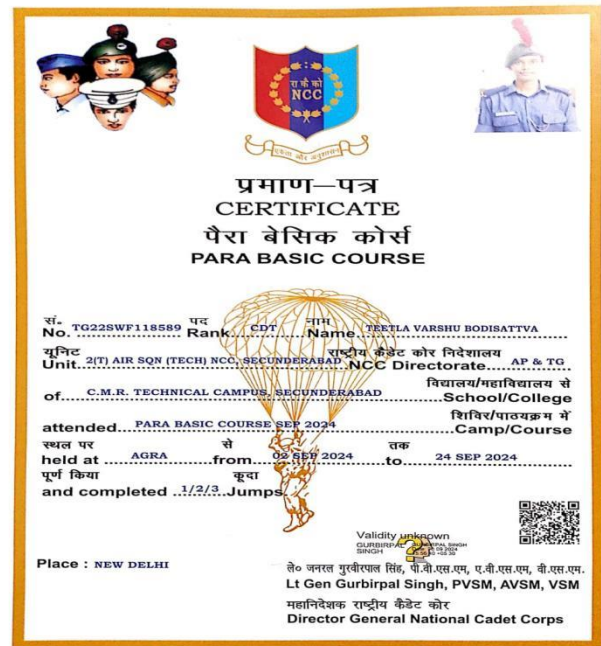 रा कै को
NCC
एकता और अनुशासन
प्रमाण–पत्र
CERTIFICATE
पैरा बेसिक कोर्स
PARA BASIC COURSE
सं. पद नाम
No. TG22SWF118589 Rank CDT Name TEETLA VARSHU BODISATTVA
यूनिट राष्ट्रीय कैडेट कोर निदेशालय
Unit 2(T) AIR SQN (TECH) NCC, SECUNDERABAD NCC Directorate AP & TG
विद्यालय/महाविद्यालय से
of C.M.R. TECHNICAL CAMPUS, SECUNDERABAD School/College
शिविर/पाठयक्रम में
attended PARA BASIC COURSE SEP 2024 Camp/Course
स्थल पर से तक
held at AGRA from 02 SEP 2024 to 24 SEP 2024
पूर्ण किया कूदा
and completed 1/2/3 Jumps
Validity unknown
GURBIRPAL SINGH
Place : NEW DELHI
ले० जनरल गुरबीरपाल सिंह, पी.वी.एस.एम, ए.वी.एस.एम, वी.एस.एम.
Lt Gen Gurbirpal Singh, PVSM, AVSM, VSM
महानिदेशक राष्ट्रीय कैडेट कोर
Director General National Cadet Corps